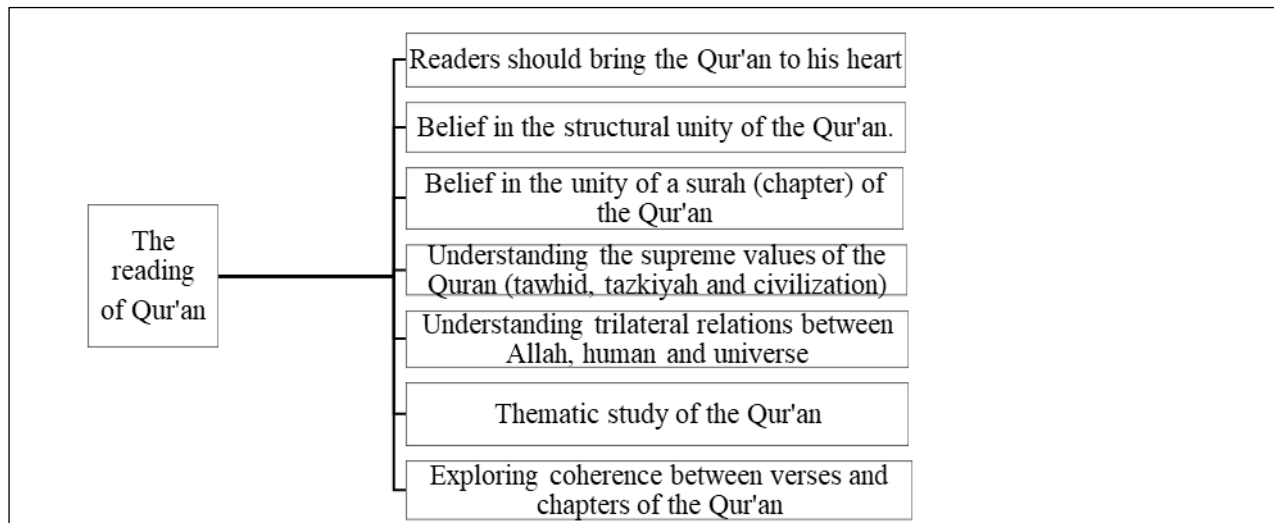 The
reading
of Qur'an
Readers should bring the Qur'an to his heart
Belief in the structural unity of the Qur'an.
Belief in the unity of a surah (chapter) of
the Qur'an
Understanding the supreme values of the
Quran (tawhid, tazkiyah and civilization)
Understanding trilateral relations between
Allah, human and universe
Thematic study of the Qur'an
Exploring coherence between verses and
chapters of the Qur'an